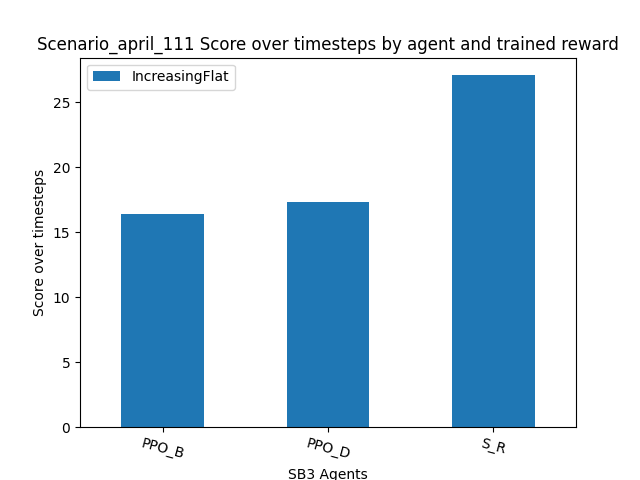 Scenario_april_111 Score over timesteps by agent and trained reward
IncreasingFlat
Score over timesteps
25
20
15
10
5
0
PPO_B
PPO_D
S_R
SB3 Agents